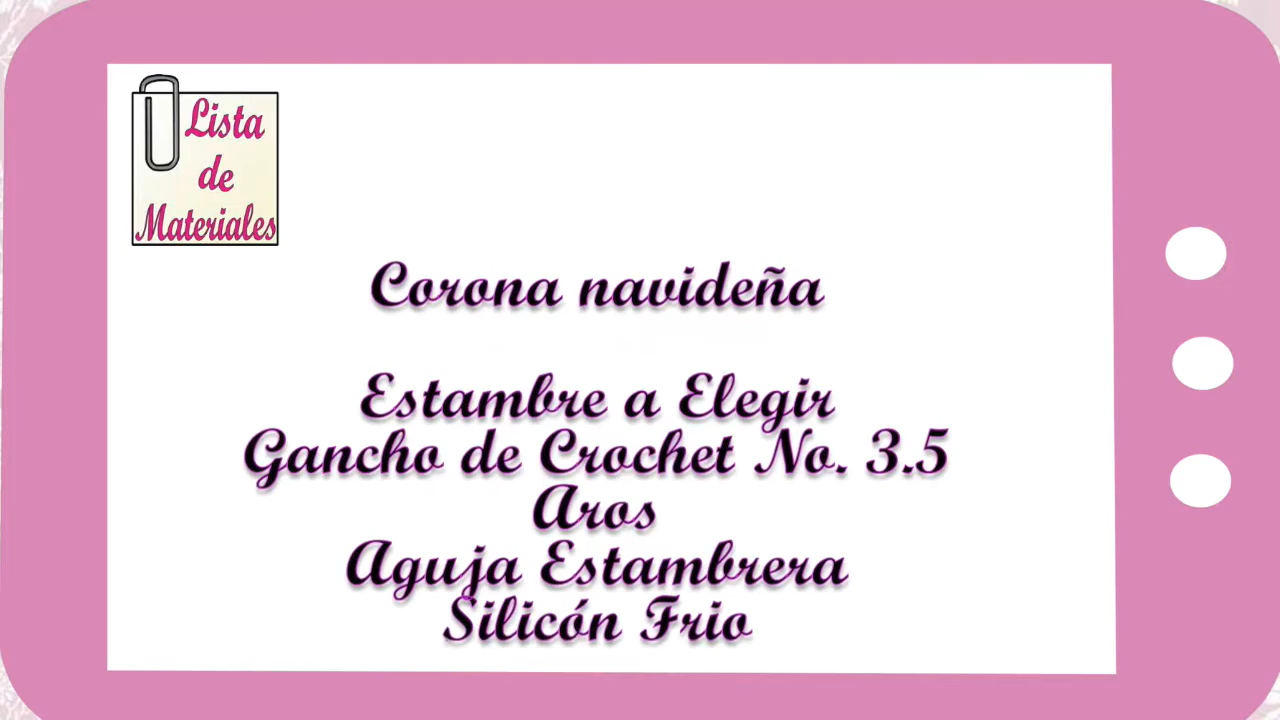 Lista
de
Materiales
Corona navideña
Estambre a Elegir
Gancho de Crochet No. 3.5
Aros
Aguja Estambrera
Silicón Frio